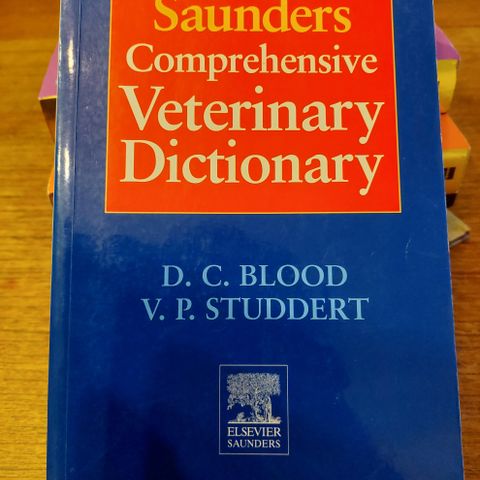 Saunders
Comprehensive
Veterinary
Dictionary
D. C. BLOOD
V. P. STUDDERT
ELSEVIER
SAUNDERS